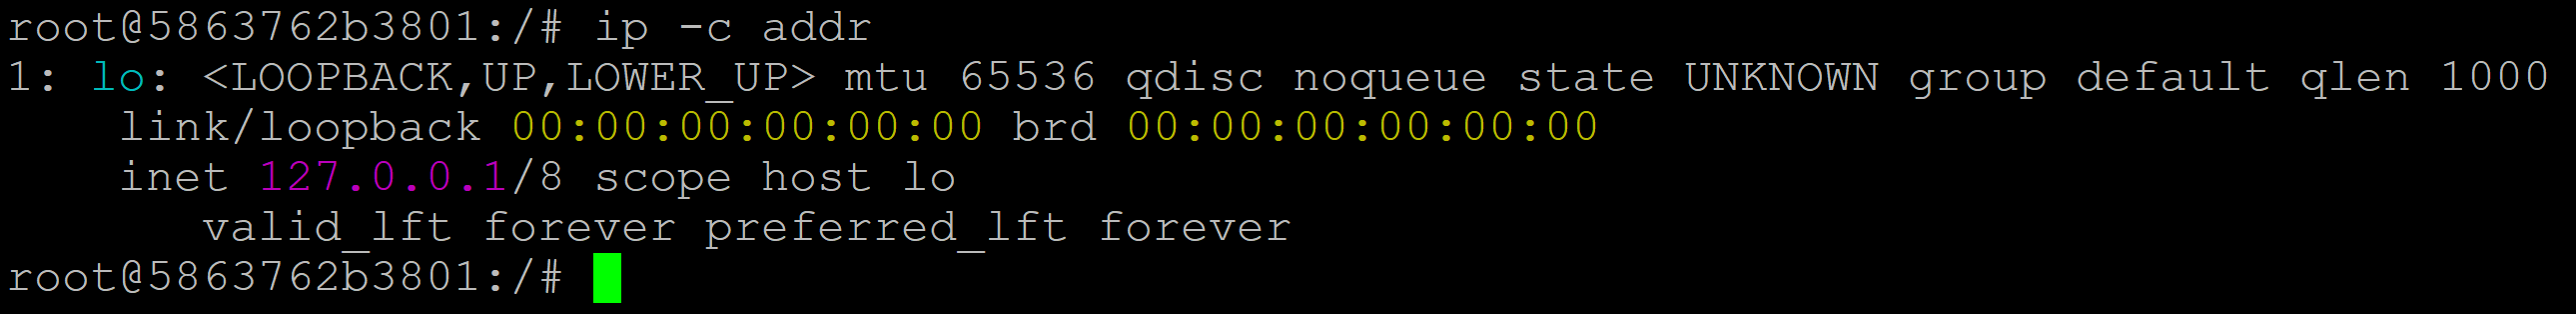 root@5863762b3801:/# ip -c addr
1: lo: <LOOPBACK,UP,LOWER_UP> mtu 65536 qdisc noqueue state UNKNOWN group default qlen 1000
    link/loopback 00:00:00:00:00:00 brd 00:00:00:00:00:00
    inet 127.0.0.1/8 scope host lo
       valid_lft forever preferred_lft forever
root@5863762b3801:/#